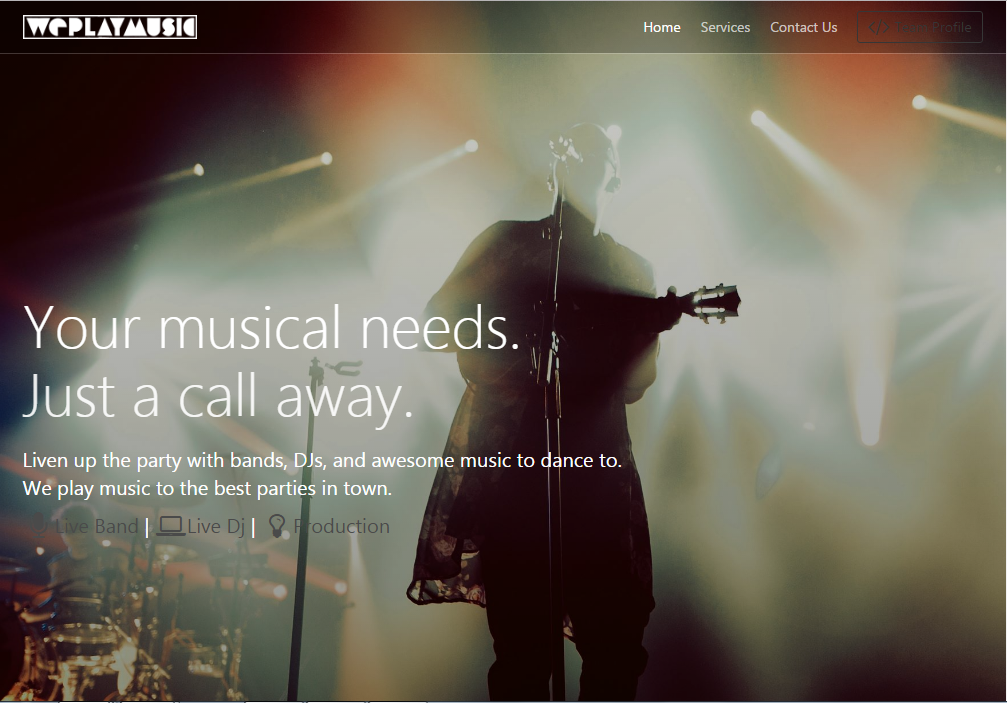 WEPLAYMUSIC
Home Services Contact Us </> Team Profile
Your musical needs.
Just a call away.
Liven up the party with bands, DJs, and awesome music to dance to.
We play music to the best parties in town.
Live Band | Live Dj | Production